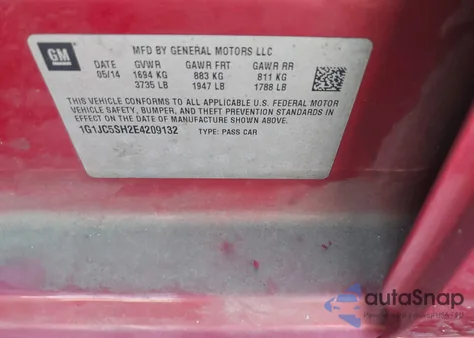 GM
MFD BY GENERAL MOTORS LLC
DATE GVWR GAWR FRT GAWR RR
05/14 1694 KG 883 KG 811 KG
3735 LB 1947 LB 1788 LB
THIS VEHICLE CONFORMS TO ALL APPLICABLE U.S. FEDERAL MOTOR
VEHICLE SAFETY, BUMPER, AND THEFT PREVENTION STANDARDS IN
EFFECT ON THE DATE OF MANUFACTURE SHOWN ABOVE.
1G1JC5SH2E4209132 TYPE: PASS CAR
autoSnap